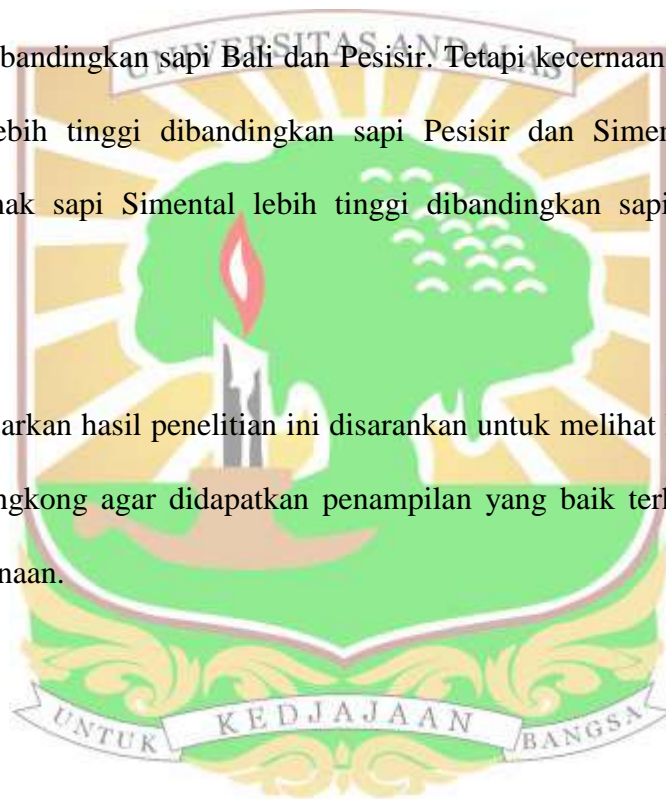 bandingkan sapi Bali dan Pesisir. Tetapi kecernaan
UNIVERSITAS ANDALAS
lebih tinggi dibandingkan sapi Pesisir dan Simen
nak sapi Simental lebih tinggi dibandingkan sapi
arkan hasil penelitian ini disarankan untuk melihat
ngkong agar didapatkan penampilan yang baik terh
naan.
UNTUK KEDJAJAAN BANGSA